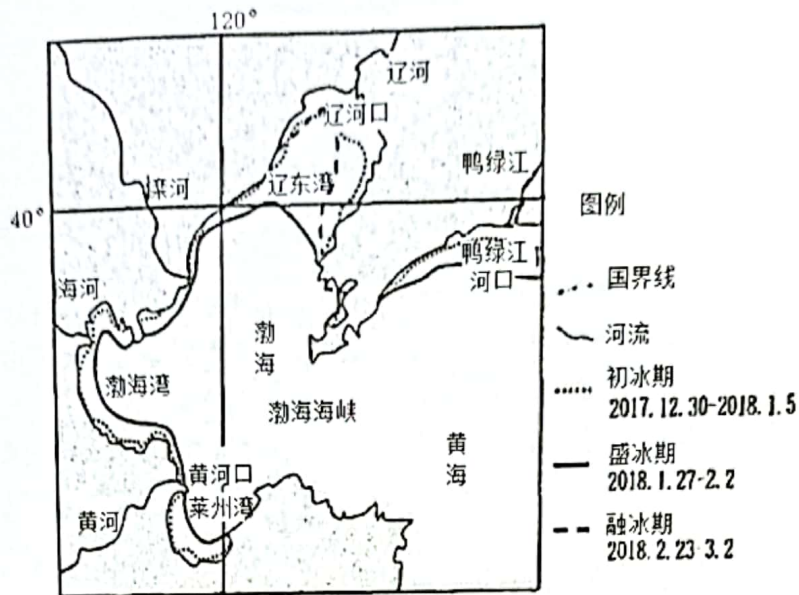 120°
辽河
辽河口
鸭绿江
滦河
辽东湾
40°
图例
鸭绿江
河口
国界线
海河
河流
渤
海
初冰期
2017.12.30-2018.1.5
渤海湾
渤海海峡
黄
海
盛冰期
2018.1.27-2.2
黄河口
莱州湾
黄河
融冰期
2018.2.23-3.2